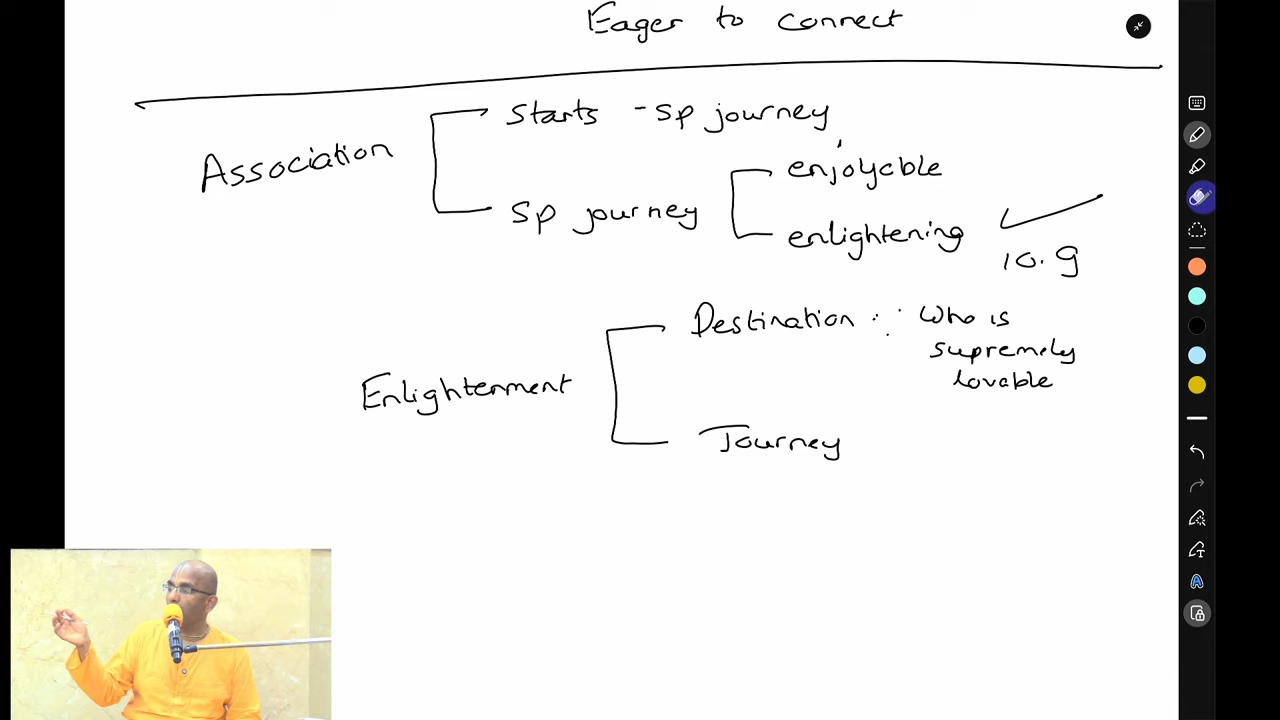 Eager to connect
Starts - sp journey
Association
enjoyable
Sp journey
enlightening
10.9
Destination : Who is
supremely
lovable
Enlightenment
Journey